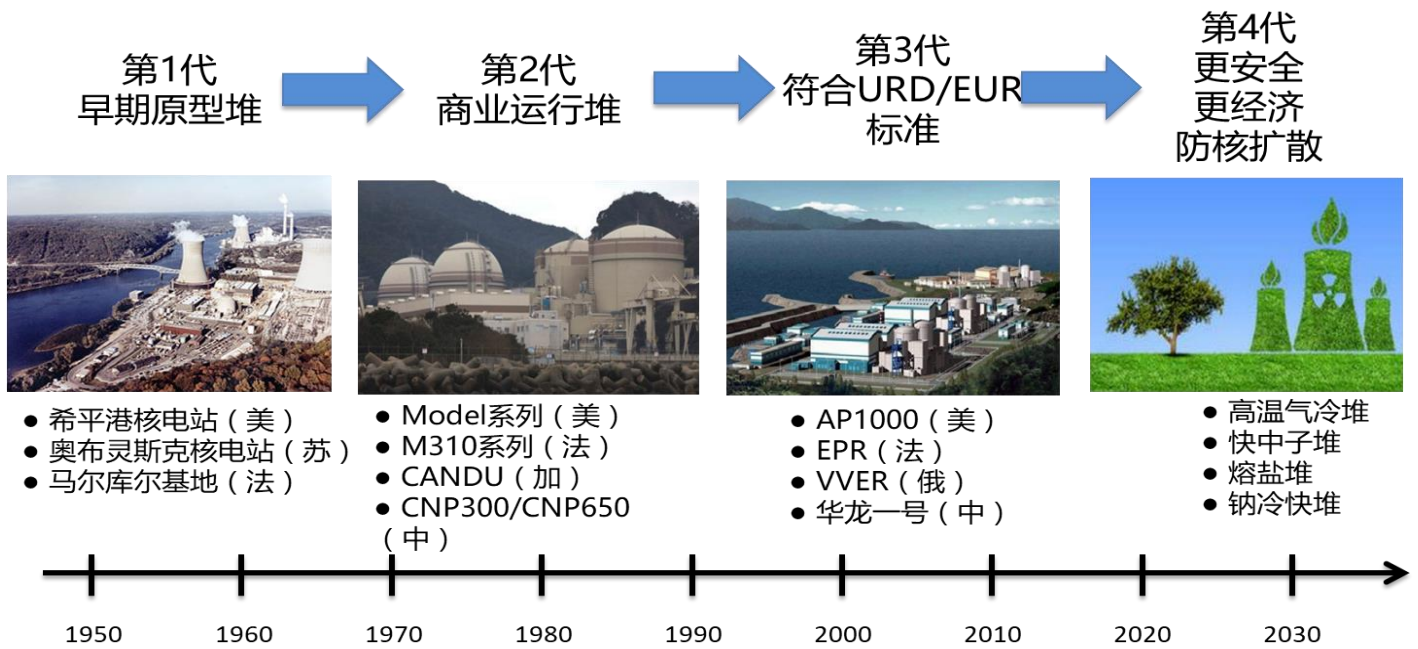 第1代
早期原型堆
第2代
商业运行堆
第3代
符合URD/EUR
标准
第4代
更安全
更经济
防核扩散
● 希平港核电站（美）
● 奥布灵斯克核电站（苏）
● 马尔库尔基地（法）
● Model系列（美）
● M310系列（法）
● CANDU（加）
● CNP300/CNP650
（中）
● AP1000（美）
● EPR（法）
● VVER（俄）
● 华龙一号（中）
● 高温气冷堆
● 快中子堆
● 熔盐堆
● 钠冷快堆
1950 1960 1970 1980 1990 2000 2010 2020 2030